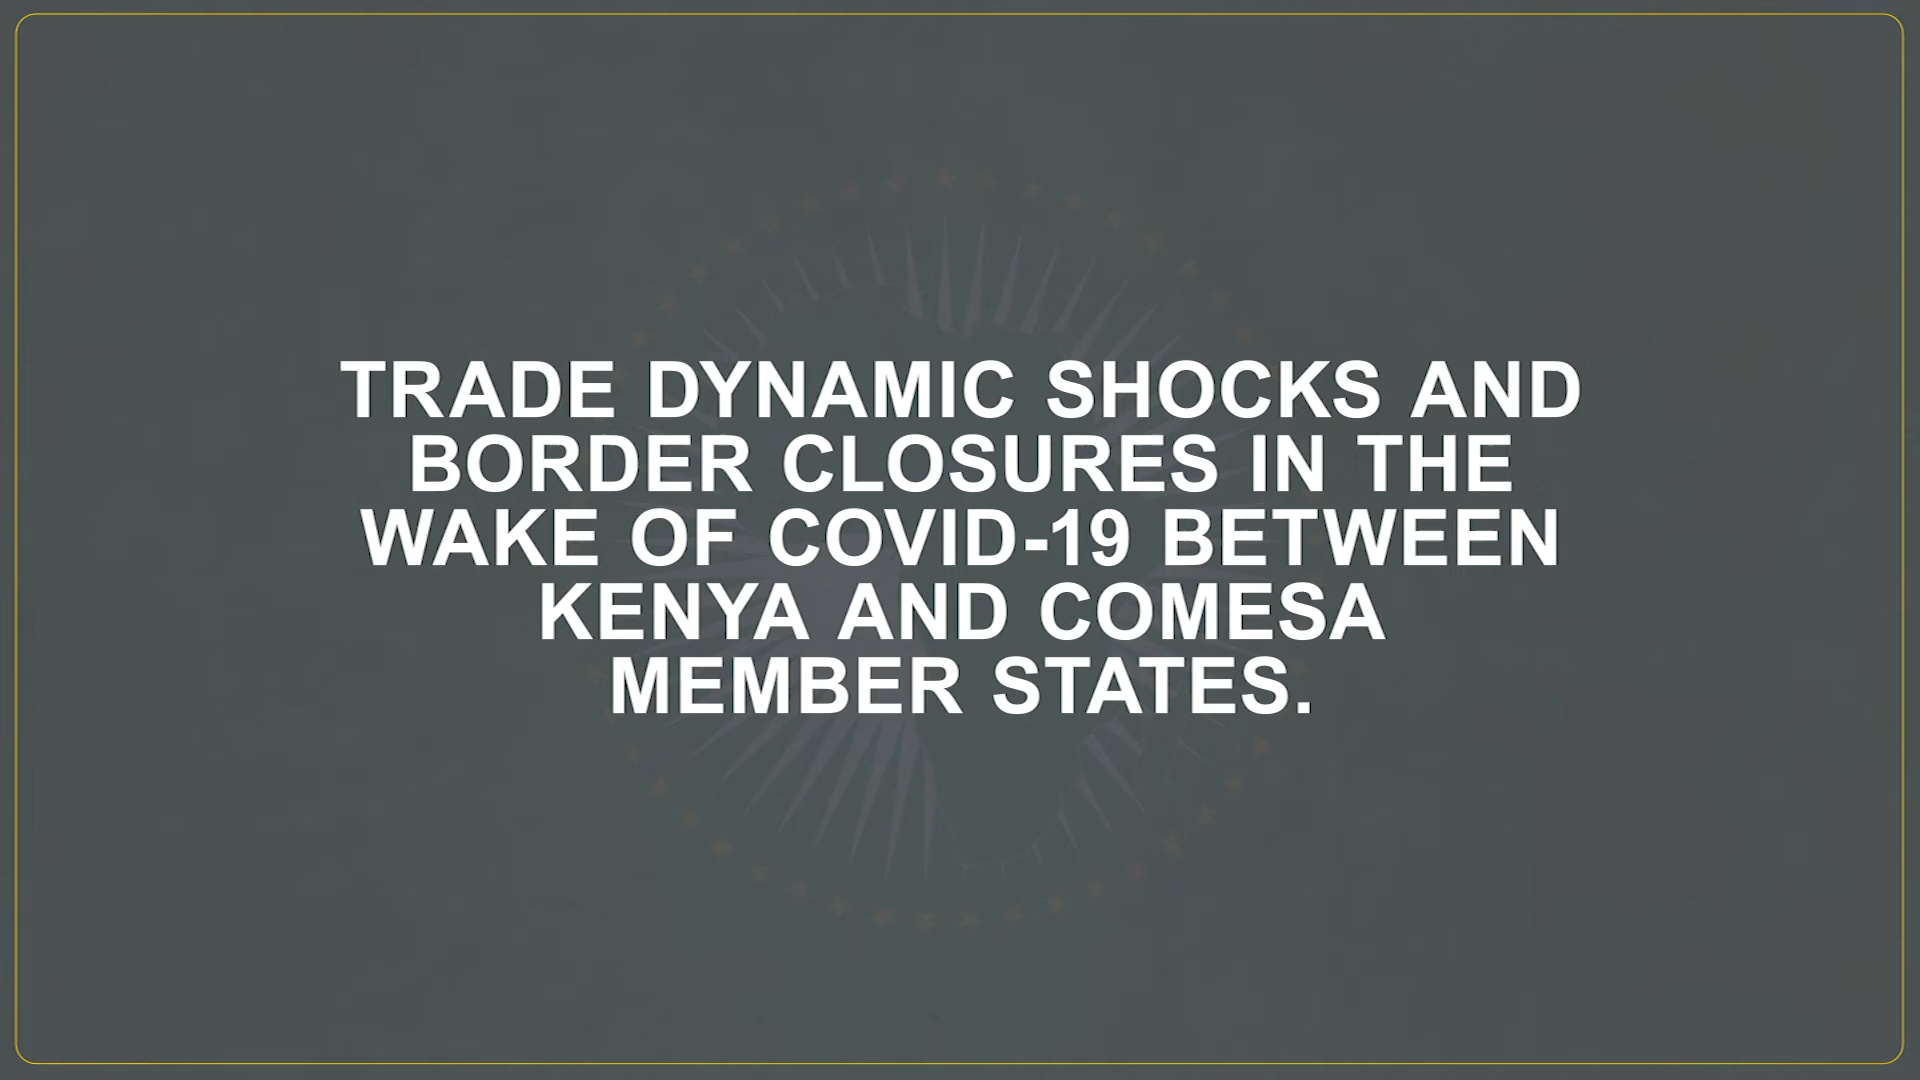 TRADE DYNAMIC SHOCKS AND
BORDER CLOSURES IN THE
WAKE OF COVID-19 BETWEEN
KENYA AND COMESA
MEMBER STATES.